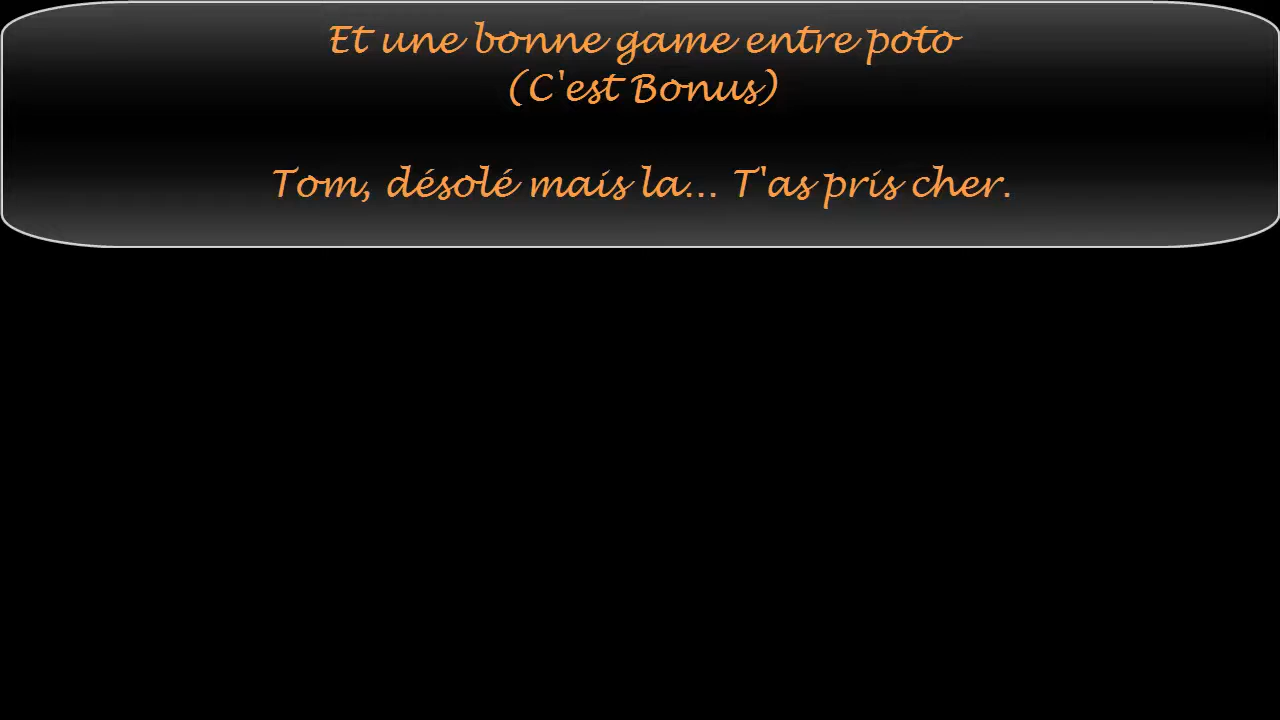 Et une bonne game entre poto
(C'est Bonus)
Tom, désolé mais la... T'as pris cher.